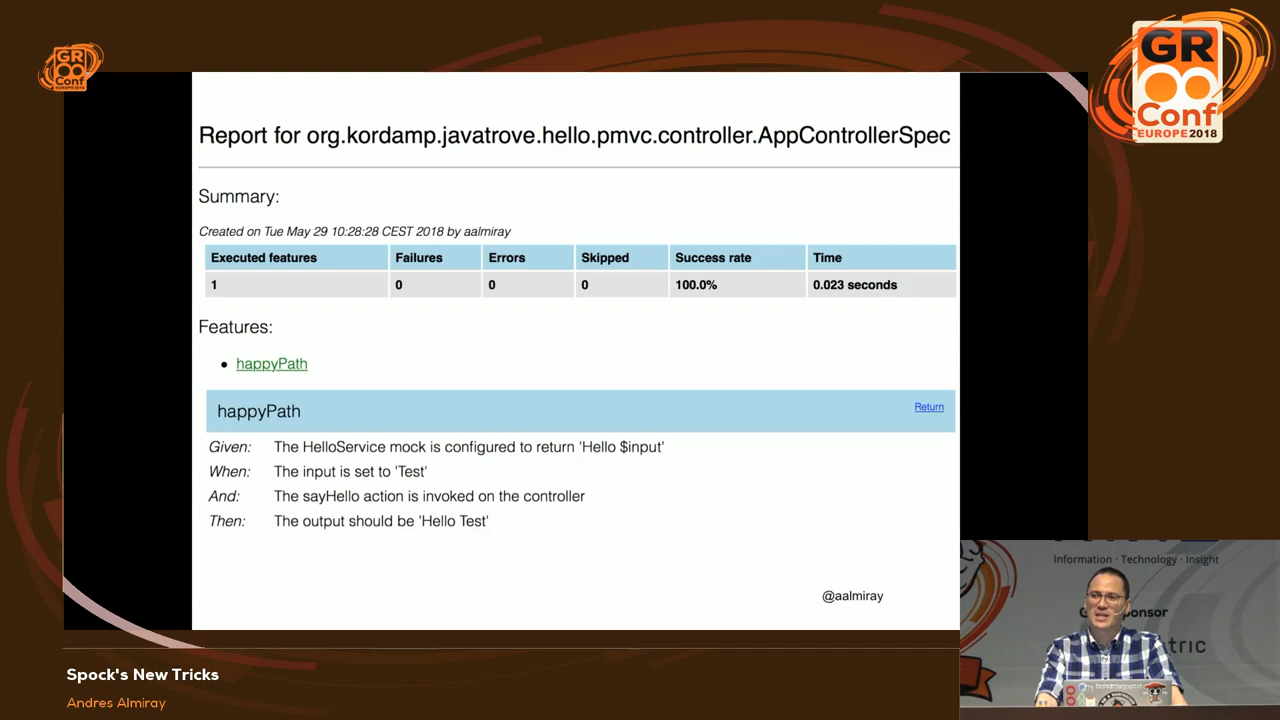 GR
Conf
EUROPE 2018
GR
Conf
EUROPE 2018
Report for org.kordamp.javatrove.hello.pmvc.controller.AppControllerSpec
Summary:
Created on Tue May 29 10:28:28 CEST 2018 by aalmiray
Executed features Failures Errors Skipped Success rate Time
1 0 0 0 100.0% 0.023 seconds
Features:
• happyPath
happyPath Return
Given: The HelloService mock is configured to return 'Hello $input'
When: The input is set to 'Test'
And: The sayHello action is invoked on the controller
Then: The output should be 'Hello Test'
@aalmiray
Information · Technology · Insight
Spock's New Tricks
Andres Almiray